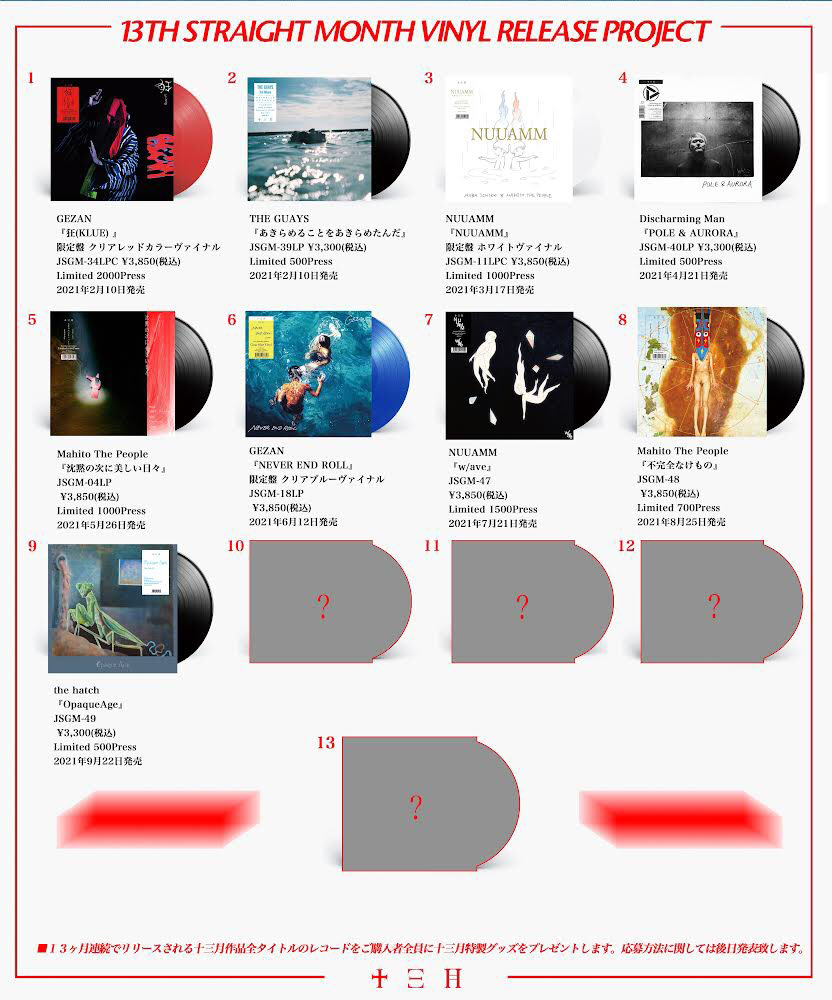 13TH STRAIGHT MONTH VINYL RELEASE PROJECT
1
GEZAN
『狂(KLUE) 』
限定盤 クリアレッドカラーヴァイナル
JSGM-34LPC ¥3,850(税込)
Limited 2000Press
2021年2月10日発売
2
THE GUAYS
THE GUAYS
『あきらめることをあきらめたんだ』
JSGM-39LP ¥3,300(税込)
Limited 500Press
2021年2月10日発売
3
NUUAMM
NUUAMM
NUUAMM
『NUUAMM』
限定盤 ホワイトヴァイナル
JSGM-11LPC ¥3,850(税込)
Limited 1000Press
2021年3月17日発売
4
POLE & AURORA
Discharming Man
『POLE & AURORA』
JSGM-40LP ¥3,300(税込)
Limited 500Press
2021年4月21日発売
5
Mahito The People
『沈黙の次に美しい日々』
JSGM-04LP
¥3,850(税込)
Limited 1000Press
2021年5月26日発売
6
GEZAN
NEVER END ROLL
GEZAN
『NEVER END ROLL』
限定盤 クリアブルーヴァイナル
JSGM-18LP
¥3,850(税込)
2021年6月12日発売
7
NUUAMM
『w/ave』
JSGM-47
¥3,850(税込)
Limited 1500Press
2021年7月21日発売
8
Mahito The People
『不完全なけもの』
JSGM-48
¥3,850(税込)
Limited 700Press
2021年8月25日発売
9
Opaque Age
Opaque Age
the hatch
『OpaqueAge』
JSGM-49
¥3,300(税込)
Limited 500Press
2021年9月22日発売
10
?
11
?
12
?
13
?
■13ヶ月連続でリリースされる十三月作品全タイトルのレコードをご購入者全員に十三月特製グッズをプレゼントします。応募方法に関しては後日発表致します。
十三月